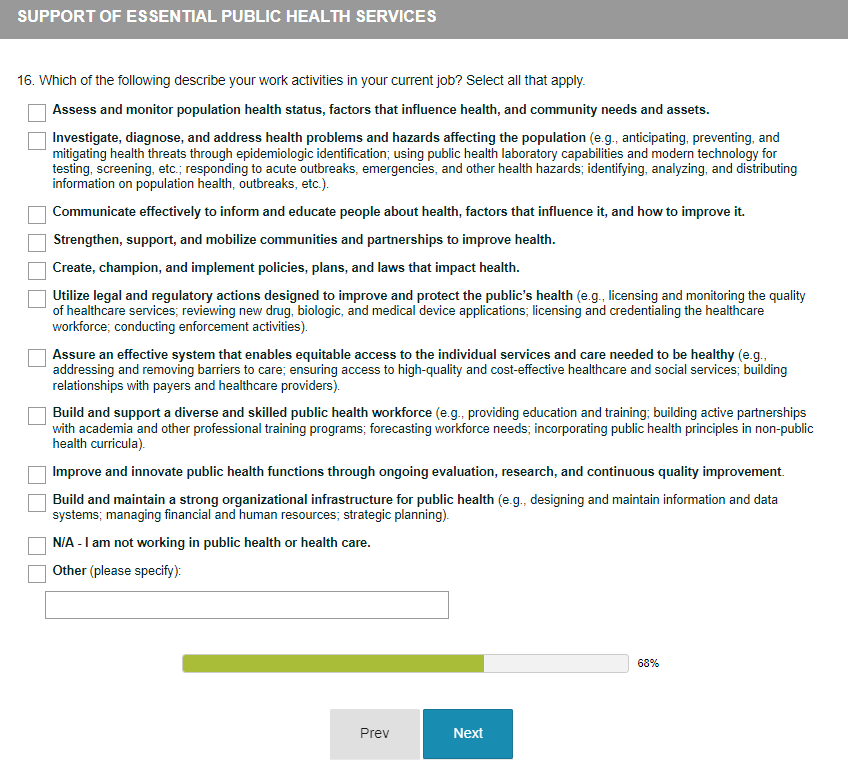 SUPPORT OF ESSENTIAL PUBLIC HEALTH SERVICES
16. Which of the following describe your work activities in your current job? Select all that apply.
Assess and monitor population health status, factors that influence health, and community needs and assets.
Investigate, diagnose, and address health problems and hazards affecting the population (e.g., anticipating, preventing, and
mitigating health threats through epidemiologic identification; using public health laboratory capabilities and modern technology for
testing, screening, etc.; responding to acute outbreaks, emergencies, and other health hazards; identifying, analyzing, and distributing
information on population health, outbreaks, etc.).
Communicate effectively to inform and educate people about health, factors that influence it, and how to improve it.
Strengthen, support, and mobilize communities and partnerships to improve health.
Create, champion, and implement policies, plans, and laws that impact health.
Utilize legal and regulatory actions designed to improve and protect the public's health (e.g., licensing and monitoring the quality
of healthcare services; reviewing new drug, biologic, and medical device applications; licensing and credentialing the healthcare
workforce; conducting enforcement activities).
Assure an effective system that enables equitable access to the individual services and care needed to be healthy (e.g.,
addressing and removing barriers to care; ensuring access to high-quality and cost-effective healthcare and social services; building
relationships with payers and healthcare providers).
Build and support a diverse and skilled public health workforce (e.g., providing education and training; building active partnerships
with academia and other professional training programs; forecasting workforce needs; incorporating public health principles in non-public
health curricula).
Improve and innovate public health functions through ongoing evaluation, research, and continuous quality improvement.
Build and maintain a strong organizational infrastructure for public health (e.g., designing and maintain information and data
systems; managing financial and human resources; strategic planning).
N/A - I am not working in public health or health care.
Other (please specify):
68%
Prev
Next